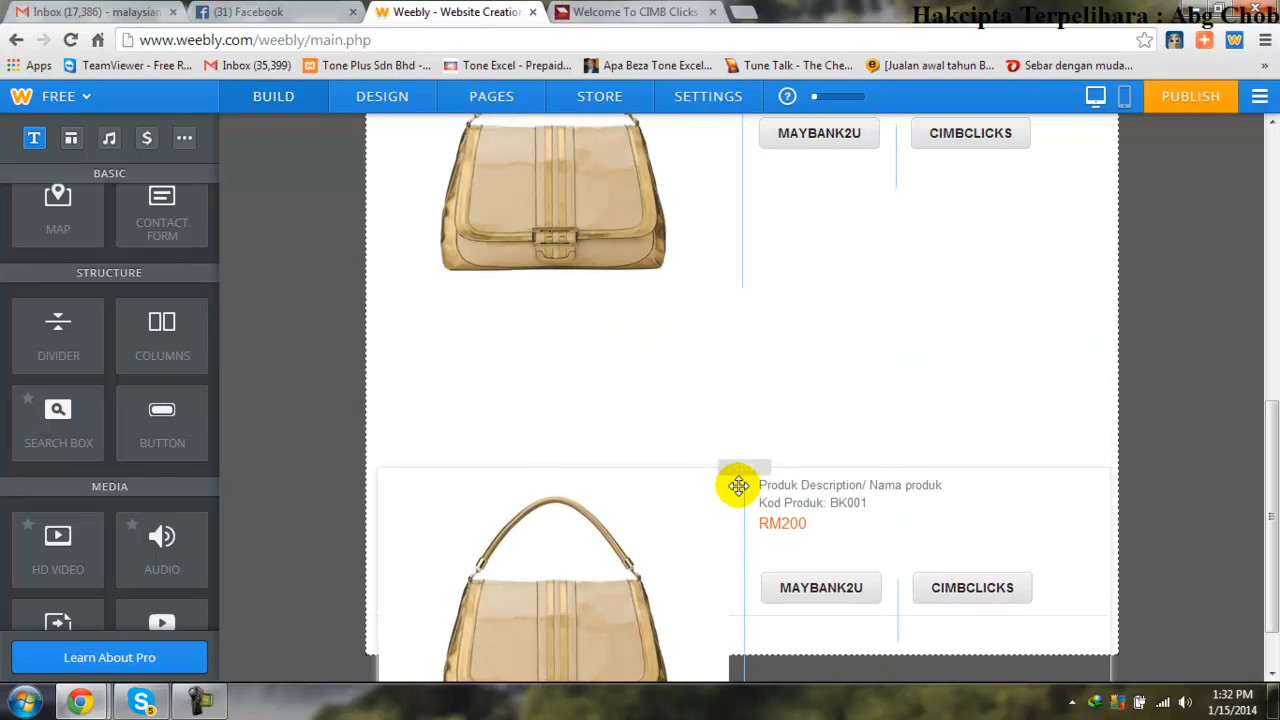 Inbox (17,386) - malaysian
(31) Facebook
Weebly - Website Creation
Welcome To CIMB Clicks
Hakcipta Terpelihara : Abg Chob
www.weebly.com/weebly/main.php
Apps
TeamViewer - Free R...
Inbox (35,399)
Tone Plus Sdn Bhd -...
Tone Excel - Prepaid...
Apa Beza Tone Excel...
Tune Talk - The Che...
[Jualan awal tahun B...
Sebar dengan muda...
»
FREE
BUILD
DESIGN
PAGES
STORE
SETTINGS
?
PUBLISH
T
$
BASIC
MAP
CONTACT
FORM
STRUCTURE
DIVIDER
COLUMNS
SEARCH BOX
BUTTON
MEDIA
HD VIDEO
AUDIO
Learn About Pro
MAYBANK2U
CIMBCLICKS
Produk Description/ Nama produk
Kod Produk: BK001
RM200
MAYBANK2U
CIMBCLICKS
1:32 PM
1/15/2014